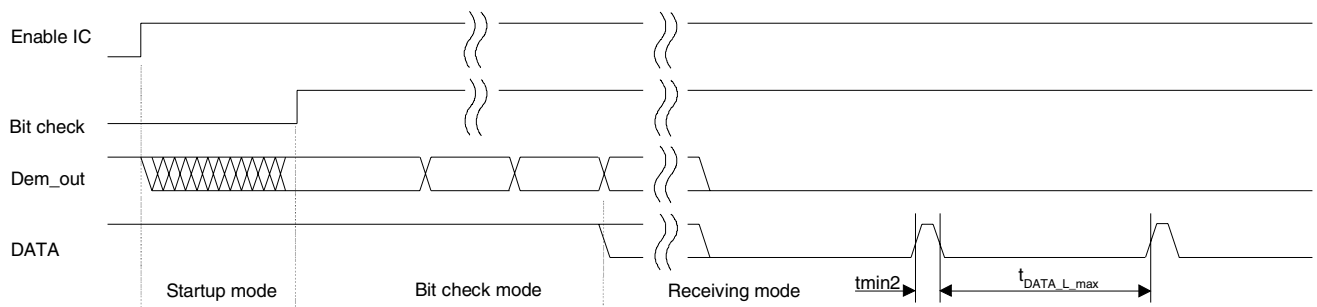 Enable IC
Bit check
Dem_out
DATA
Startup mode
Bit check mode
Receiving mode
tmin2
tDATA_L_max